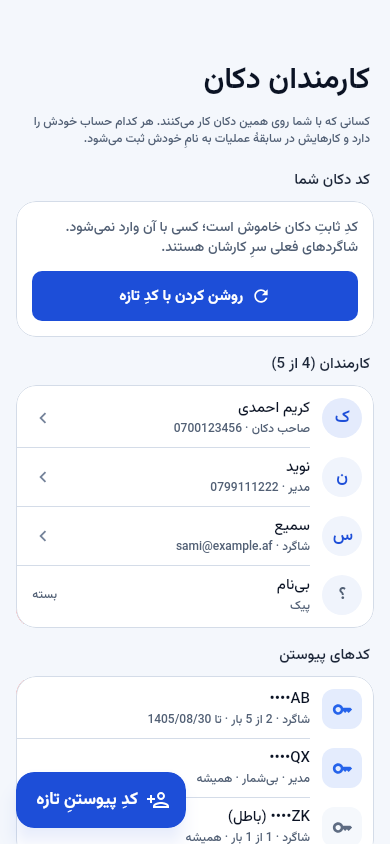 کارمندان دکان
کسانی که با شما روی همین دکان کار می‌کنند. هر کدام حساب خودش را
دارد و کارهایش در سابقهٔ عملیات به نامِ خودش ثبت می‌شود.
کد دکان شما
کدِ ثابتِ دکان خاموش است؛ کسی با آن وارد نمی‌شود.
شاگردهای فعلی سرِ کارشان هستند.
روشن کردن با کدِ تازه
کارمندان (4 از 5)
ک
کریم احمدی
صاحب دکان · 0700123456
ن
نوید
مدیر · 0799111222
س
سمیع
شاگرد · sami@example.af
؟
بی‌نام
پیک
بسته
کدهای پیوستن
••••AB
شاگرد · 2 از 5 بار · تا 1405/08/30
••••QX
مدیر · بی‌شمار · همیشه
••••ZK (باطل)
شاگرد · 1 از 1 بار · همیشه
کدِ پیوستنِ تازه